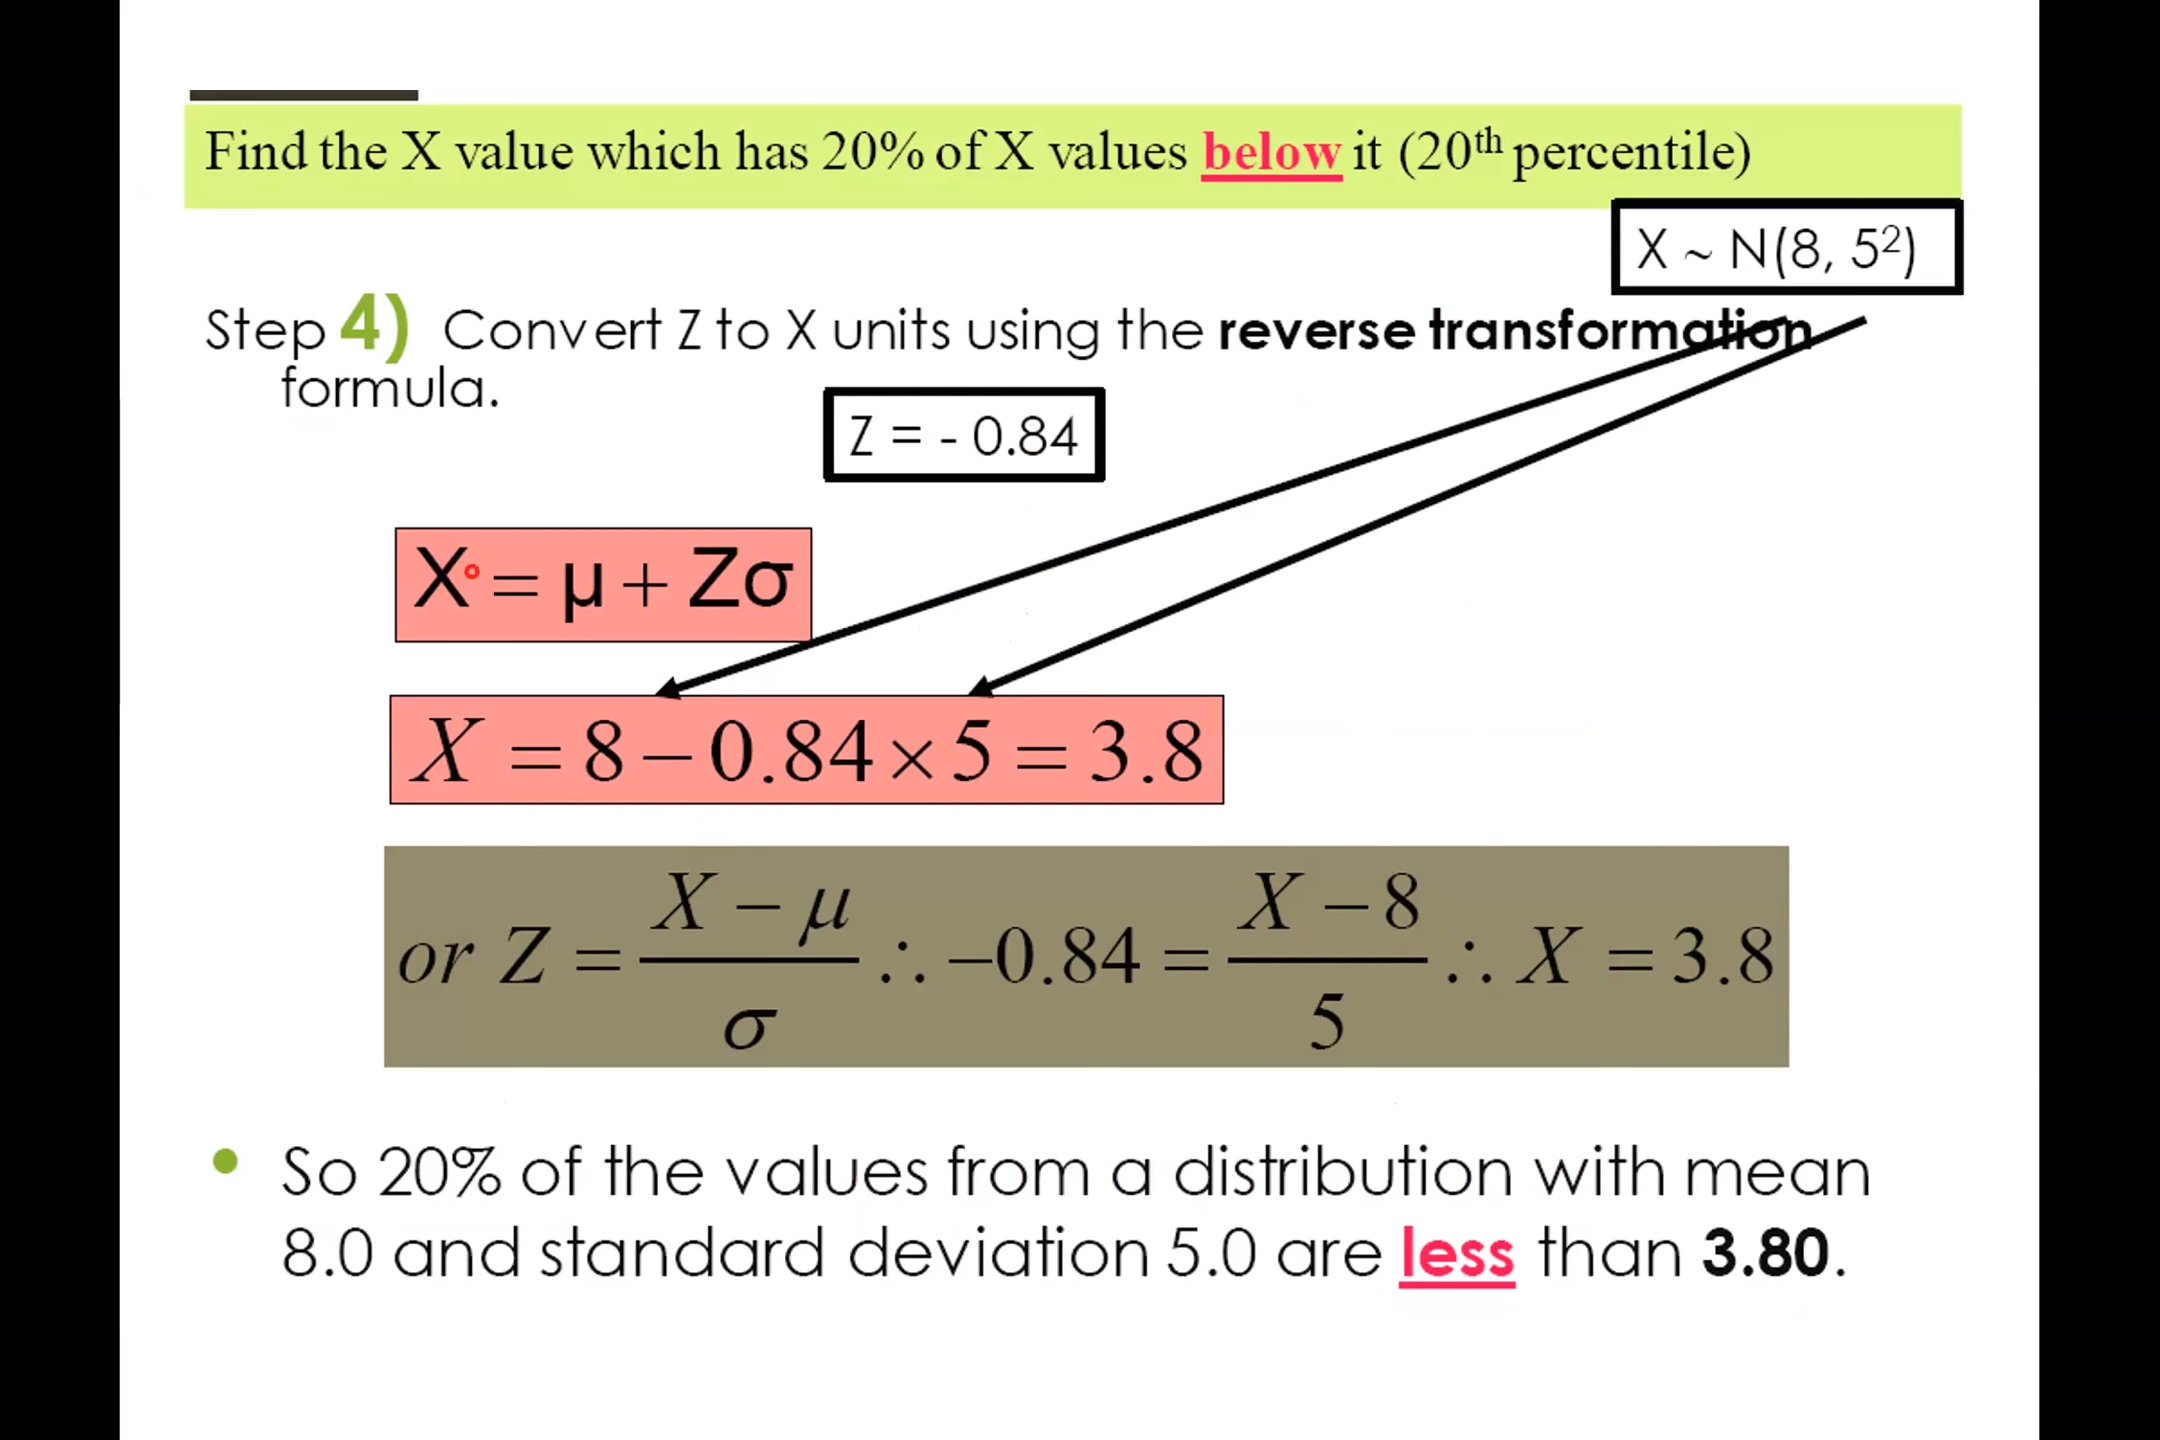 Find the X value which has 20% of X values below it (20th percentile)
X ~ N(8, 5²)
Step 4) Convert Z to X units using the reverse transformation
formula.
Z = - 0.84
X = μ + Zσ
X = 8 − 0.84 × 5 = 3.8
or Z = (X − μ)/σ ∴ −0.84 = (X − 8)/5 ∴ X = 3.8
• So 20% of the values from a distribution with mean
8.0 and standard deviation 5.0 are less than 3.80.